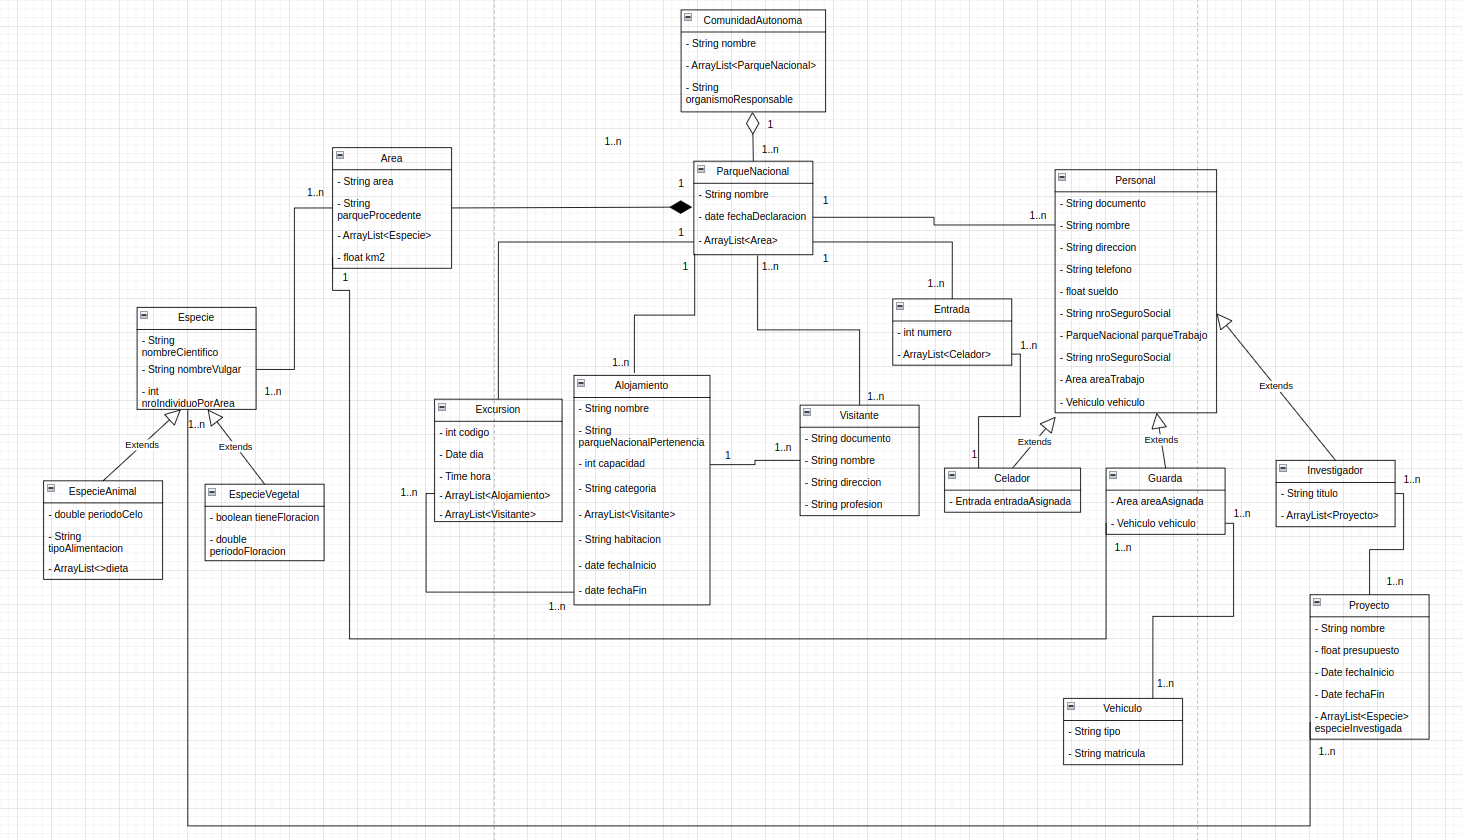 ComunidadAutonoma
- String nombre
- ArrayList<ParqueNacional>
- String
organismoResponsable
1
1..n
1..n
Area
- String area
- String
parqueProcedente
- ArrayList<Especie>
- float km2
1..n
1
ParqueNacional
- String nombre
- date fechaDeclaracion
- ArrayList<Area>
1
1
1
1..n
1
1
Personal
- String documento
- String nombre
- String direccion
- String telefono
- float sueldo
- String nroSeguroSocial
- ParqueNacional parqueTrabajo
- String nroSeguroSocial
- Area areaTrabajo
- Vehiculo vehiculo
1..n
Entrada
- int numero
- ArrayList<Celador>
1..n
1..n
Especie
- String
nombreCientifico
- String nombreVulgar
- int
nroIndividuoPorArea
1..n
1..n
Extends
Extends
EspecieAnimal
- double periodoCelo
- String
tipoAlimentacion
- ArrayList<>dieta
EspecieVegetal
- boolean tieneFloracion
- double
periodoFloracion
Excursion
- int codigo
- Date dia
- Time hora
- ArrayList<Alojamiento>
- ArrayList<Visitante>
1..n
1..n
Alojamiento
- String nombre
- String
parqueNacionalPertenencia
- int capacidad
- String categoria
- ArrayList<Visitante>
- String habitacion
- date fechaInicio
- date fechaFin
1..n
1
1..n
1..n
Visitante
- String documento
- String nombre
- String direccion
- String profesion
Extends
Extends
Extends
1
Celador
- Entrada entradaAsignada
Guarda
- Area areaAsignada
- Vehiculo vehiculo
1..n
1..n
Investigador
- String titulo
- ArrayList<Proyecto>
1..n
1..n
Proyecto
- String nombre
- float presupuesto
- Date fechaInicio
- Date fechaFin
- ArrayList<Especie>
especieInvestigada
1..n
1..n
Vehiculo
- String tipo
- String matricula